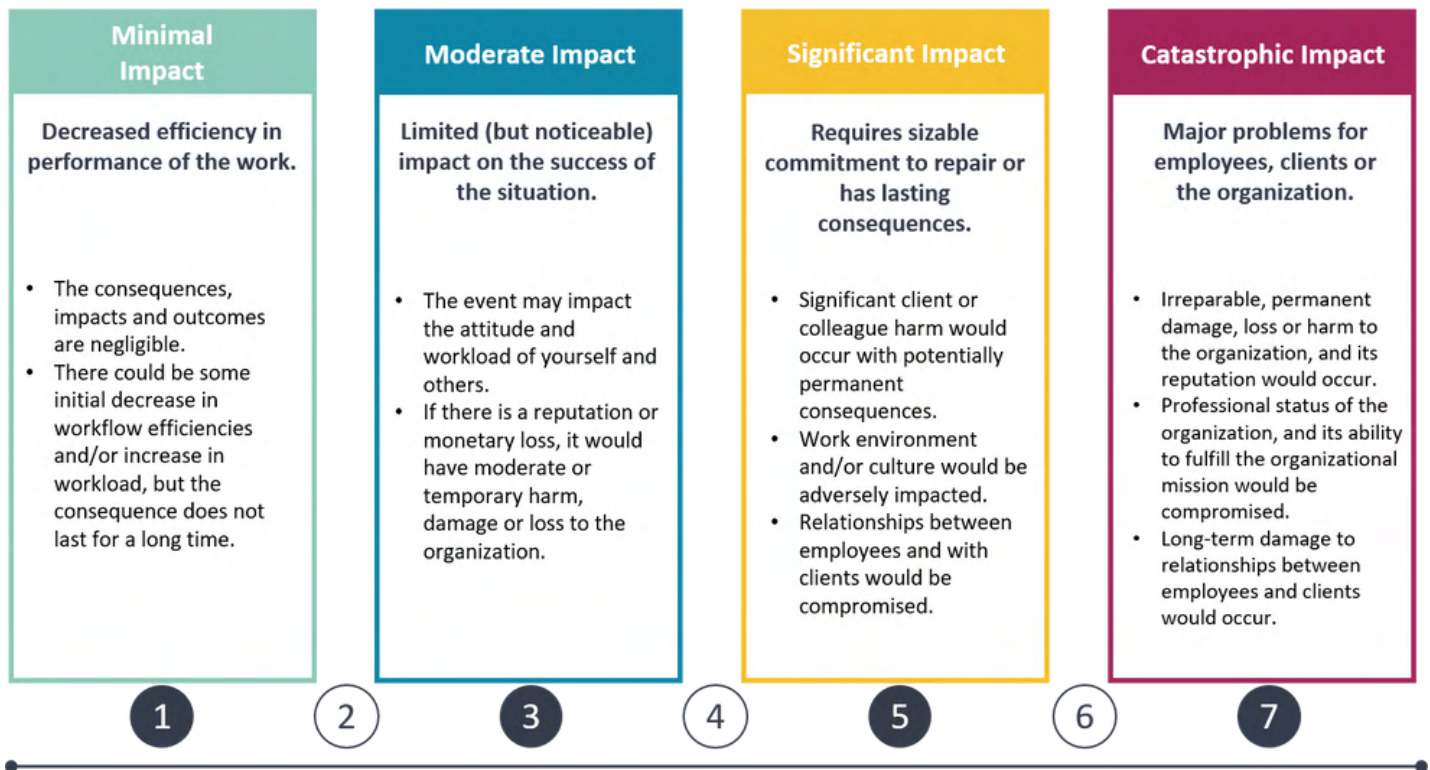 Minimal
Impact
Decreased efficiency in
performance of the work.
• The consequences,
impacts and outcomes
are negligible.
• There could be some
initial decrease in
workflow efficiencies
and/or increase in
workload, but the
consequence does not
last for a long time.
Moderate Impact
Limited (but noticeable)
impact on the success of
the situation.
• The event may impact
the attitude and
workload of yourself and
others.
• If there is a reputation or
monetary loss, it would
have moderate or
temporary harm,
damage or loss to the
organization.
Significant Impact
Requires sizable
commitment to repair or
has lasting
consequences.
• Significant client or
colleague harm would
occur with potentially
permanent
consequences.
• Work environment
and/or culture would be
adversely impacted.
• Relationships between
employees and with
clients would be
compromised.
Catastrophic Impact
Major problems for
employees, clients or
the organization.
• Irreparable, permanent
damage, loss or harm to
the organization, and its
reputation would occur.
• Professional status of the
organization, and its ability
to fulfill the organizational
mission would be
compromised.
• Long-term damage to
relationships between
employees and clients
would occur.
1 2 3 4 5 6 7